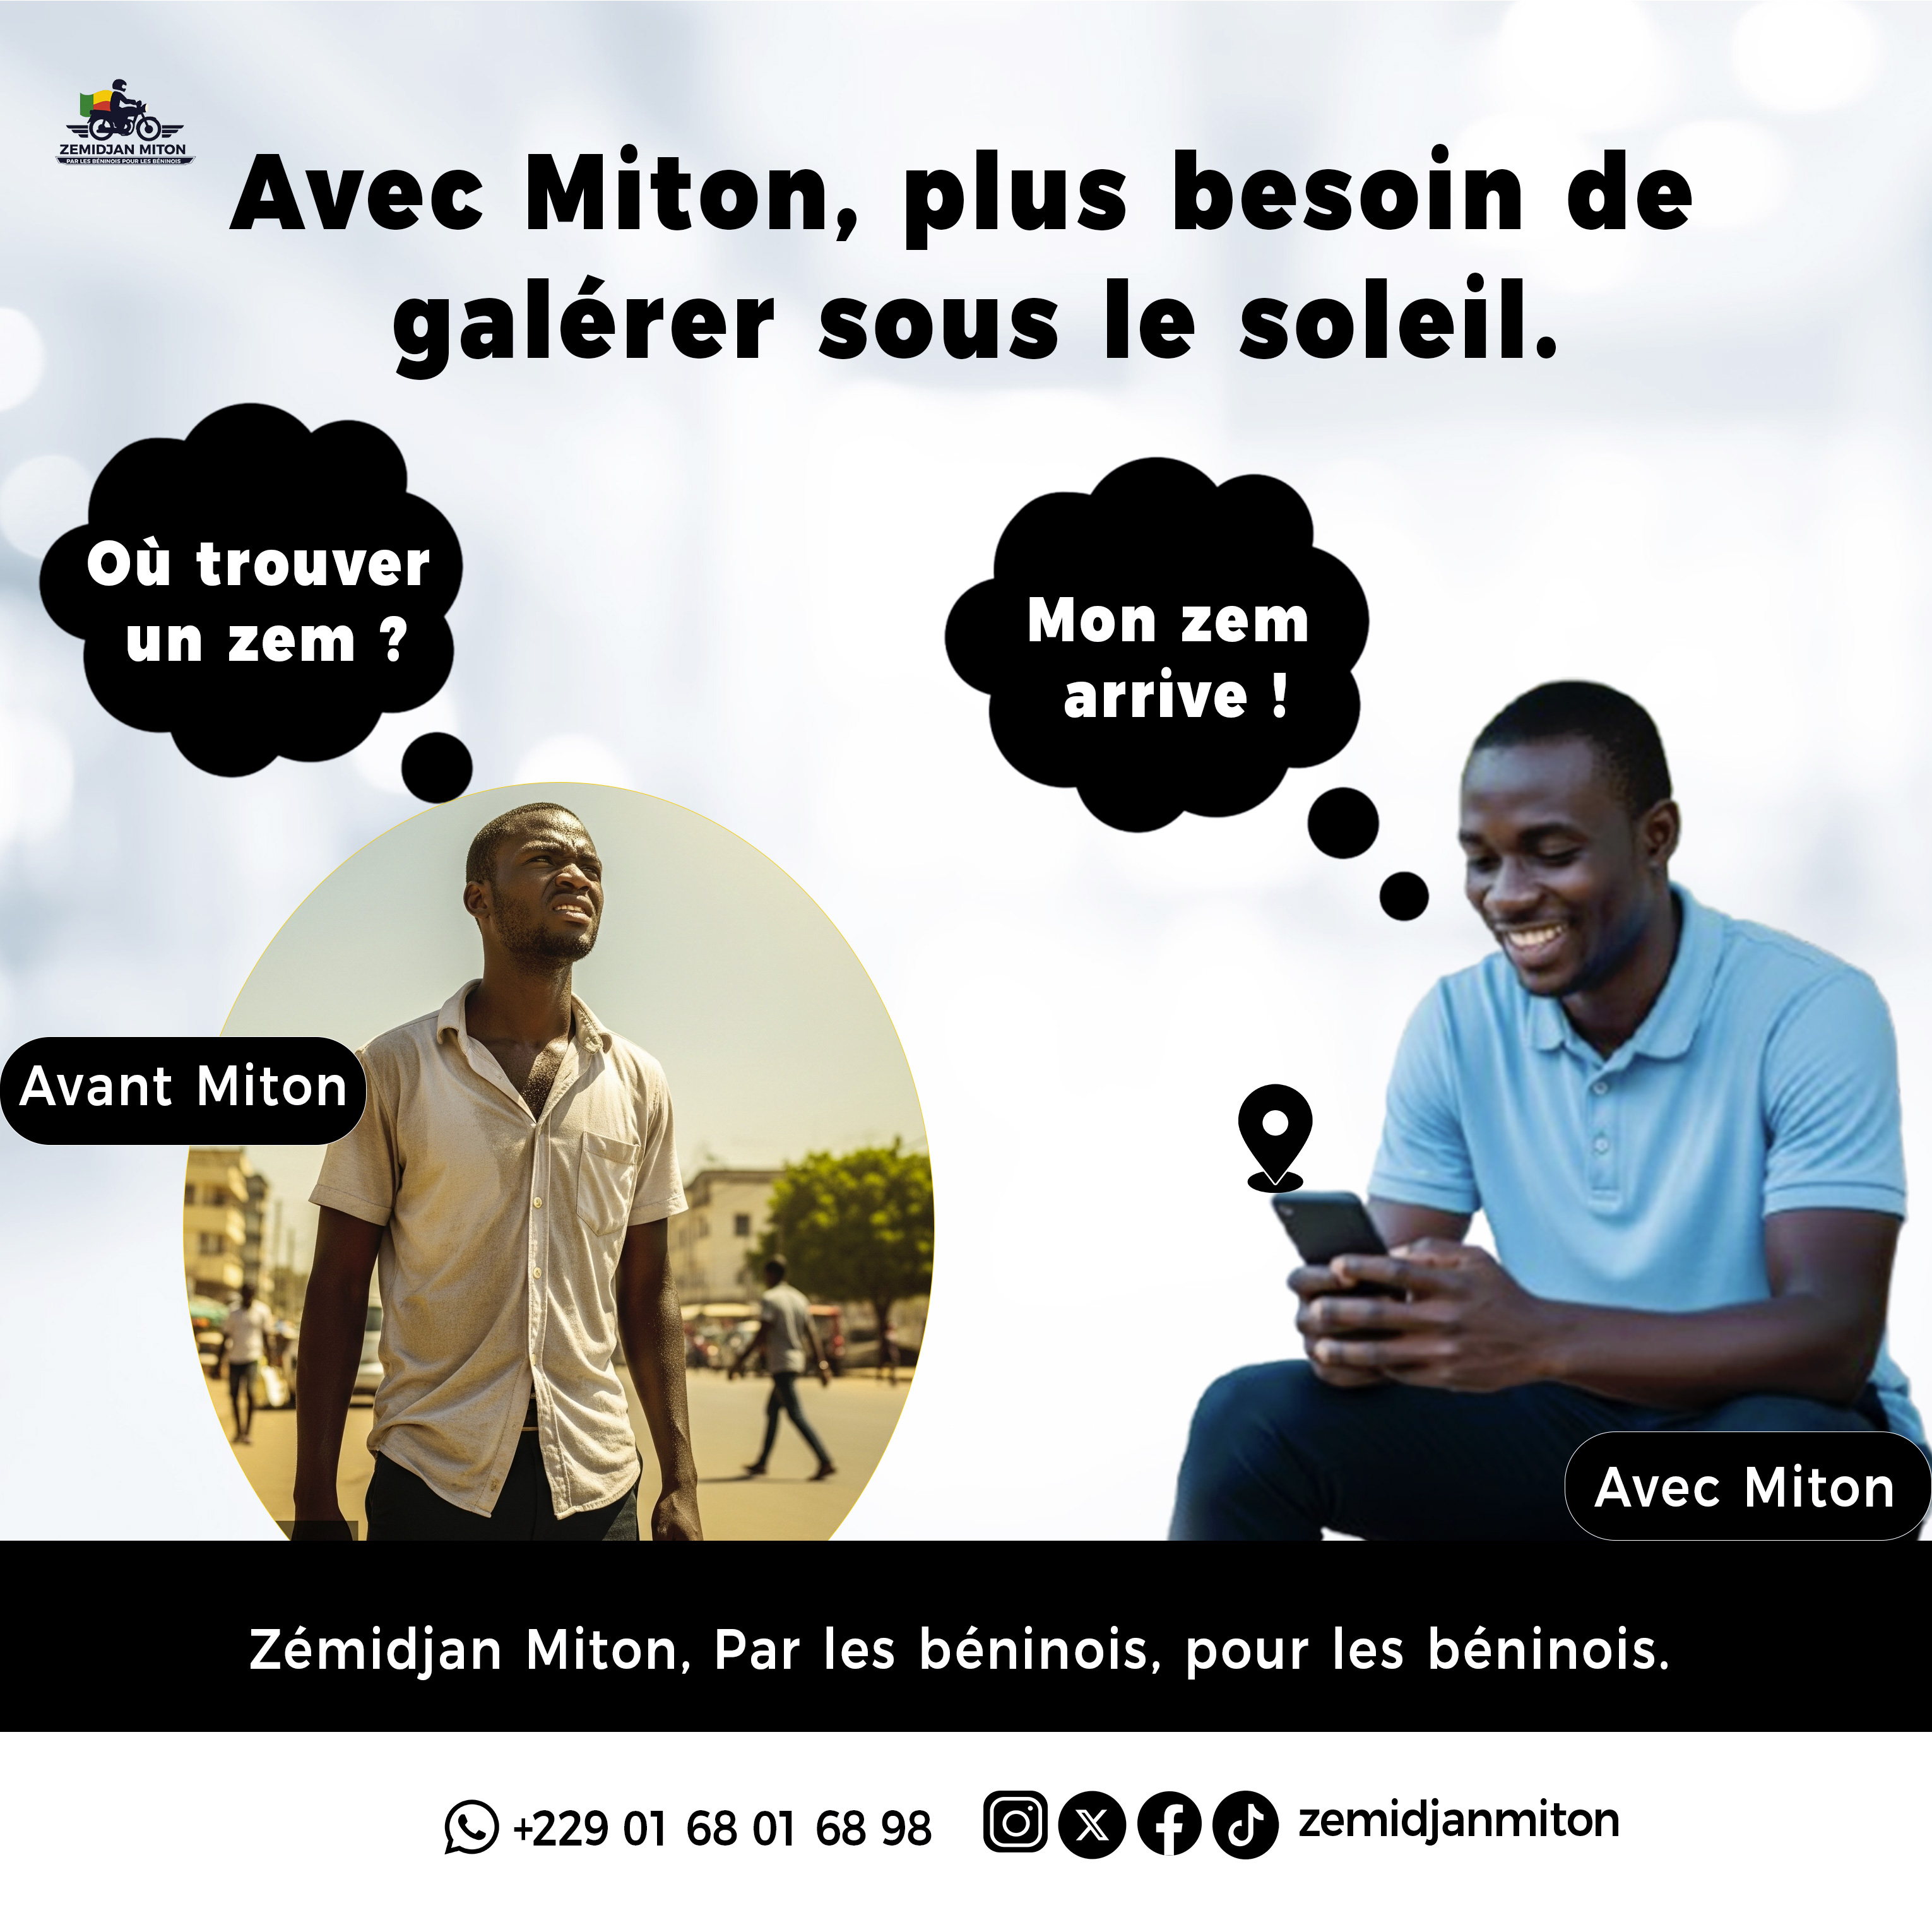 ZEMIDJAN MITON
PAR LES BÉNINOIS POUR LES BÉNINOIS
Avec Miton, plus besoin de
galérer sous le soleil.
Où trouver
un zem ?
Mon zem
arrive !
Avant Miton
Avec Miton
Zémidjan Miton, Par les béninois, pour les béninois.
+229 01 68 01 68 98
zemidjanmiton